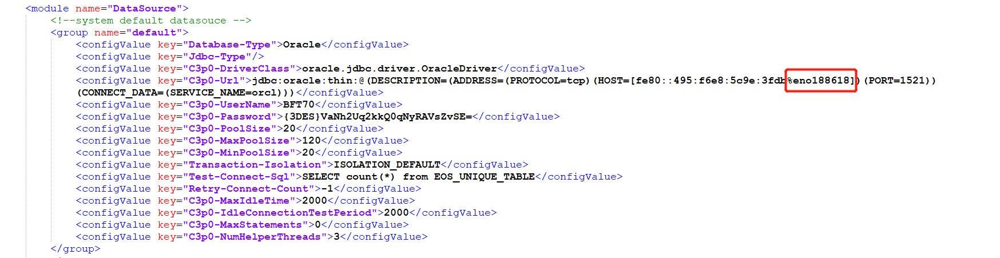 <module name="DataSource">
<!--system default datasouce -->
<group name="default">
<configValue key="Database-Type">Oracle</configValue>
<configValue key="Jdbc-Type"/>
<configValue key="C3p0-DriverClass">oracle.jdbc.driver.OracleDriver</configValue>
<configValue key="C3p0-Url">jdbc:oracle:thin:@(DESCRIPTION=(ADDRESS=(PROTOCOL=tcp)(HOST=[fe80::495:f6e8:5c9e:3fdb%eno188618])(PORT=1521))
(CONNECT_DATA=(SERVICE_NAME=orcl)))</configValue>
<configValue key="C3p0-UserName">BFT70</configValue>
<configValue key="C3p0-Password">{3DES}VaNh2Uq2kkQ0qNyRAVsZvSE=</configValue>
<configValue key="C3p0-PoolSize">20</configValue>
<configValue key="C3p0-MaxPoolSize">120</configValue>
<configValue key="C3p0-MinPoolSize">20</configValue>
<configValue key="Transaction-Isolation">ISOLATION_DEFAULT</configValue>
<configValue key="Test-Connect-Sql">SELECT count(*) from EOS_UNIQUE_TABLE</configValue>
<configValue key="Retry-Connect-Count">-1</configValue>
<configValue key="C3p0-MaxIdleTime">2000</configValue>
<configValue key="C3p0-IdleConnectionTestPeriod">2000</configValue>
<configValue key="C3p0-MaxStatements">0</configValue>
<configValue key="C3p0-NumHelperThreads">3</configValue>
</group>